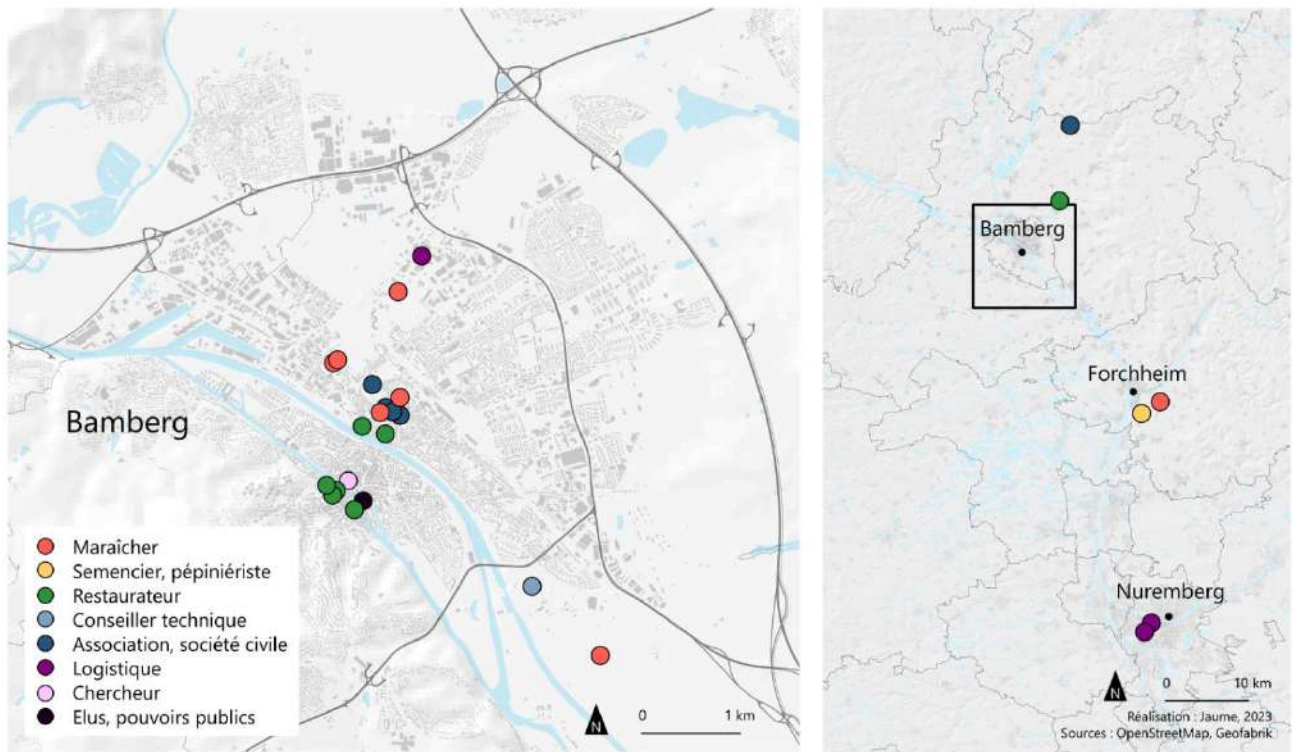 Bamberg
Maraîcher
Semencier, pépiniériste
Restaurateur
Conseiller technique
Association, société civile
Logistique
Chercheur
Elus, pouvoirs publics
N
0 1 km
Bamberg
Forchheim
Nuremberg
N
0 10 km
Réalisation : Jaume, 2023
Sources : OpenStreetMap, Geofabrik